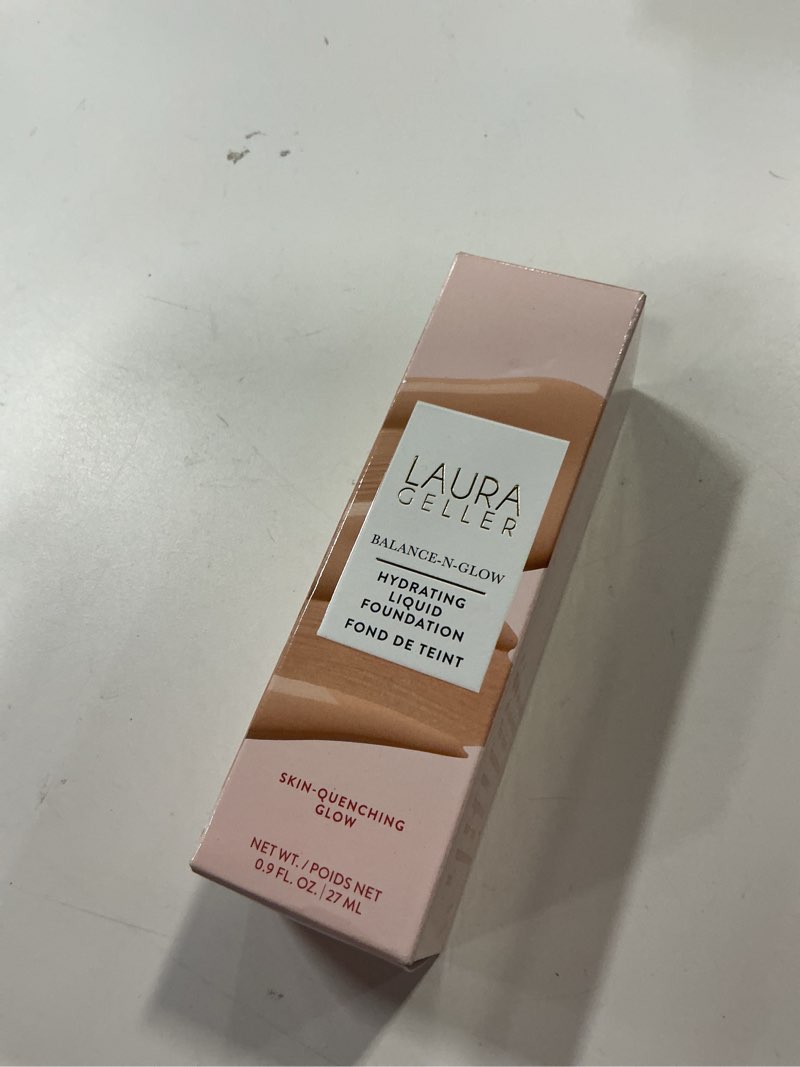 LAURA
GELLER
BALANCE-N-GLOW
HYDRATING
LIQUID
FOUNDATION
FOND DE TEINT
SKIN-QUENCHING
GLOW
NET WT. / POIDS NET
0.9 FL. OZ. | 27 ML